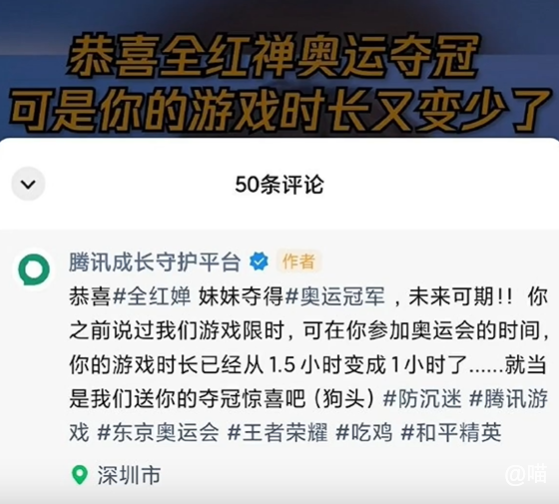 恭喜全红禅奥运夺冠
可是你的游戏时长又变少了
50条评论
腾讯成长守护平台 作者
恭喜#全红婵 妹妹夺得#奥运冠军 ，未来可期!! 你
之前说过我们游戏限时，可在你参加奥运会的时间，
你的游戏时长已经从1.5小时变成1小时了......就当
是我们送你的夺冠惊喜吧（狗头）#防沉迷 #腾讯游
戏 #东京奥运会 #王者荣耀 #吃鸡 #和平精英
深圳市
@喵